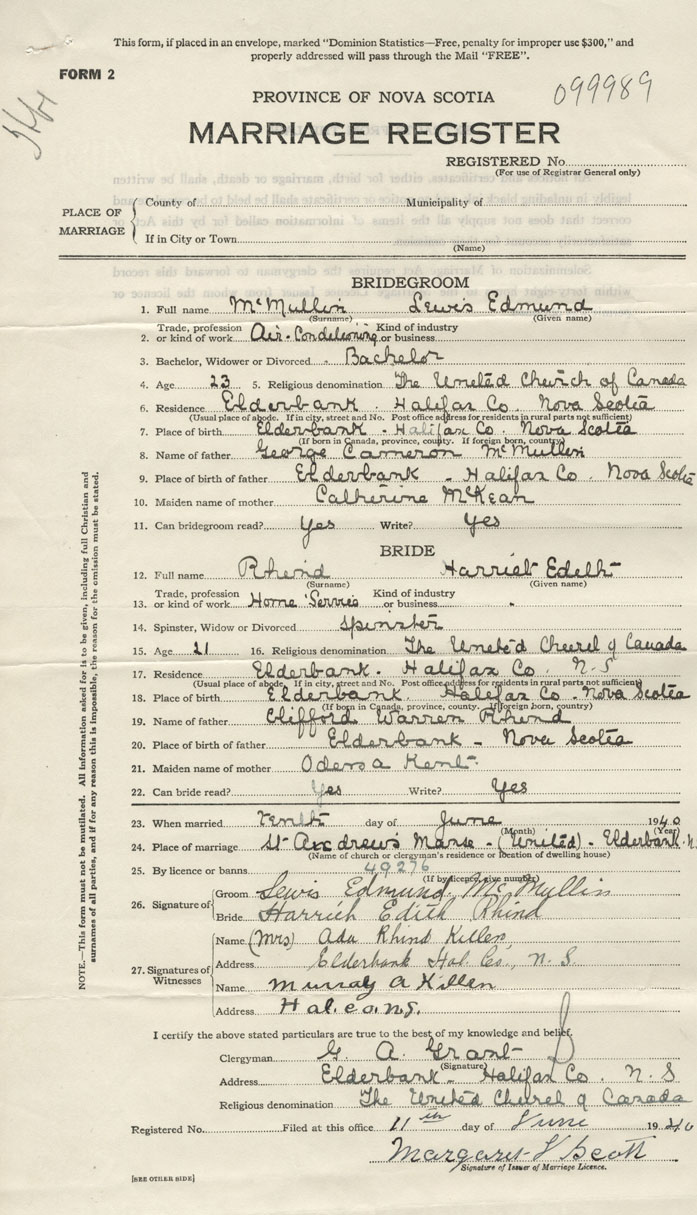 This form, if placed in an envelope, marked "Dominion Statistics—Free, penalty for improper use $300," and
properly addressed will pass through the Mail "FREE".
FORM 2
PROVINCE OF NOVA SCOTIA
099989
MARRIAGE REGISTER
REGISTERED No.
(For use of Registrar General only)
PLACE OF MARRIAGE
County of Municipality of
If in City or Town
(Name)
BRIDEGROOM
1. Full name McMullin Lewis Edmund
(Surname) (Given name)
2. Trade, profession or kind of work Air-Conditioning Kind of industry or business
3. Bachelor, Widower or Divorced Bachelor
4. Age 23 5. Religious denomination The United Church of Canada
6. Residence Elderbank. Halifax Co. Nova Scotia
(Usual place of abode. If in city, street and No. Post office address for residents in rural parts not sufficient)
7. Place of birth Elderbank - Halifax Co. Nova Scotia
(If born in Canada, province, county. If foreign born, country)
8. Name of father George Cameron McMullin
9. Place of birth of father Elderbank - Halifax Co. Nova Scotia
10. Maiden name of mother Catherine McKean
11. Can bridegroom read? Yes Write? Yes
BRIDE
12. Full name Rhind Harriet Edith
(Surname) (Given name)
13. Trade, profession or kind of work Home Service Kind of industry or business
14. Spinster, Widow or Divorced Spinster
15. Age 21 16. Religious denomination The United Church of Canada
17. Residence Elderbank. Halifax Co. N. S
(Usual place of abode. If in city, street and No. Post office address for residents in rural parts not sufficient)
18. Place of birth Elderbank. Halifax Co. Nova Scotia
(If born in Canada, province, county. If foreign born, country)
19. Name of father Clifford Warren Rhind
20. Place of birth of father Elderbank - Nova Scotia
21. Maiden name of mother Odessa Kent
22. Can bride read? Yes Write? Yes
23. When married Tenth day of June 1940
(Month) (Year)
24. Place of marriage St Andrew's Manse - (United) - Elderbank. N.
(Name of church or clergyman's residence or location of dwelling house)
25. By licence or banns 49276
(If by licence, give number)
26. Signature of
Groom Lewis Edmund McMullin
Bride Harriet Edith Rhind
27. Signatures of Witnesses
Name (Mrs) Ada Rhind Killen
Address Elderbank Hal. Co., N. S.
Name Murray A Killen
Address Hal. Co. N.S.
I certify the above stated particulars are true to the best of my knowledge and belief.
Clergyman G. A. Grant
(Signature)
Address Elderbank - Halifax Co. N. S
Religious denomination The United Church of Canada
Registered No. Filed at this office 11th day of June 1940
Margaret Scott
Signature of Issuer of Marriage Licence.
[SEE OTHER SIDE]
NOTE.—This form must not be mutilated. All information asked for is to be given, including full Christian and
surnames of all parties, and if for any reason this is impossible, the reason for the omission must be stated.